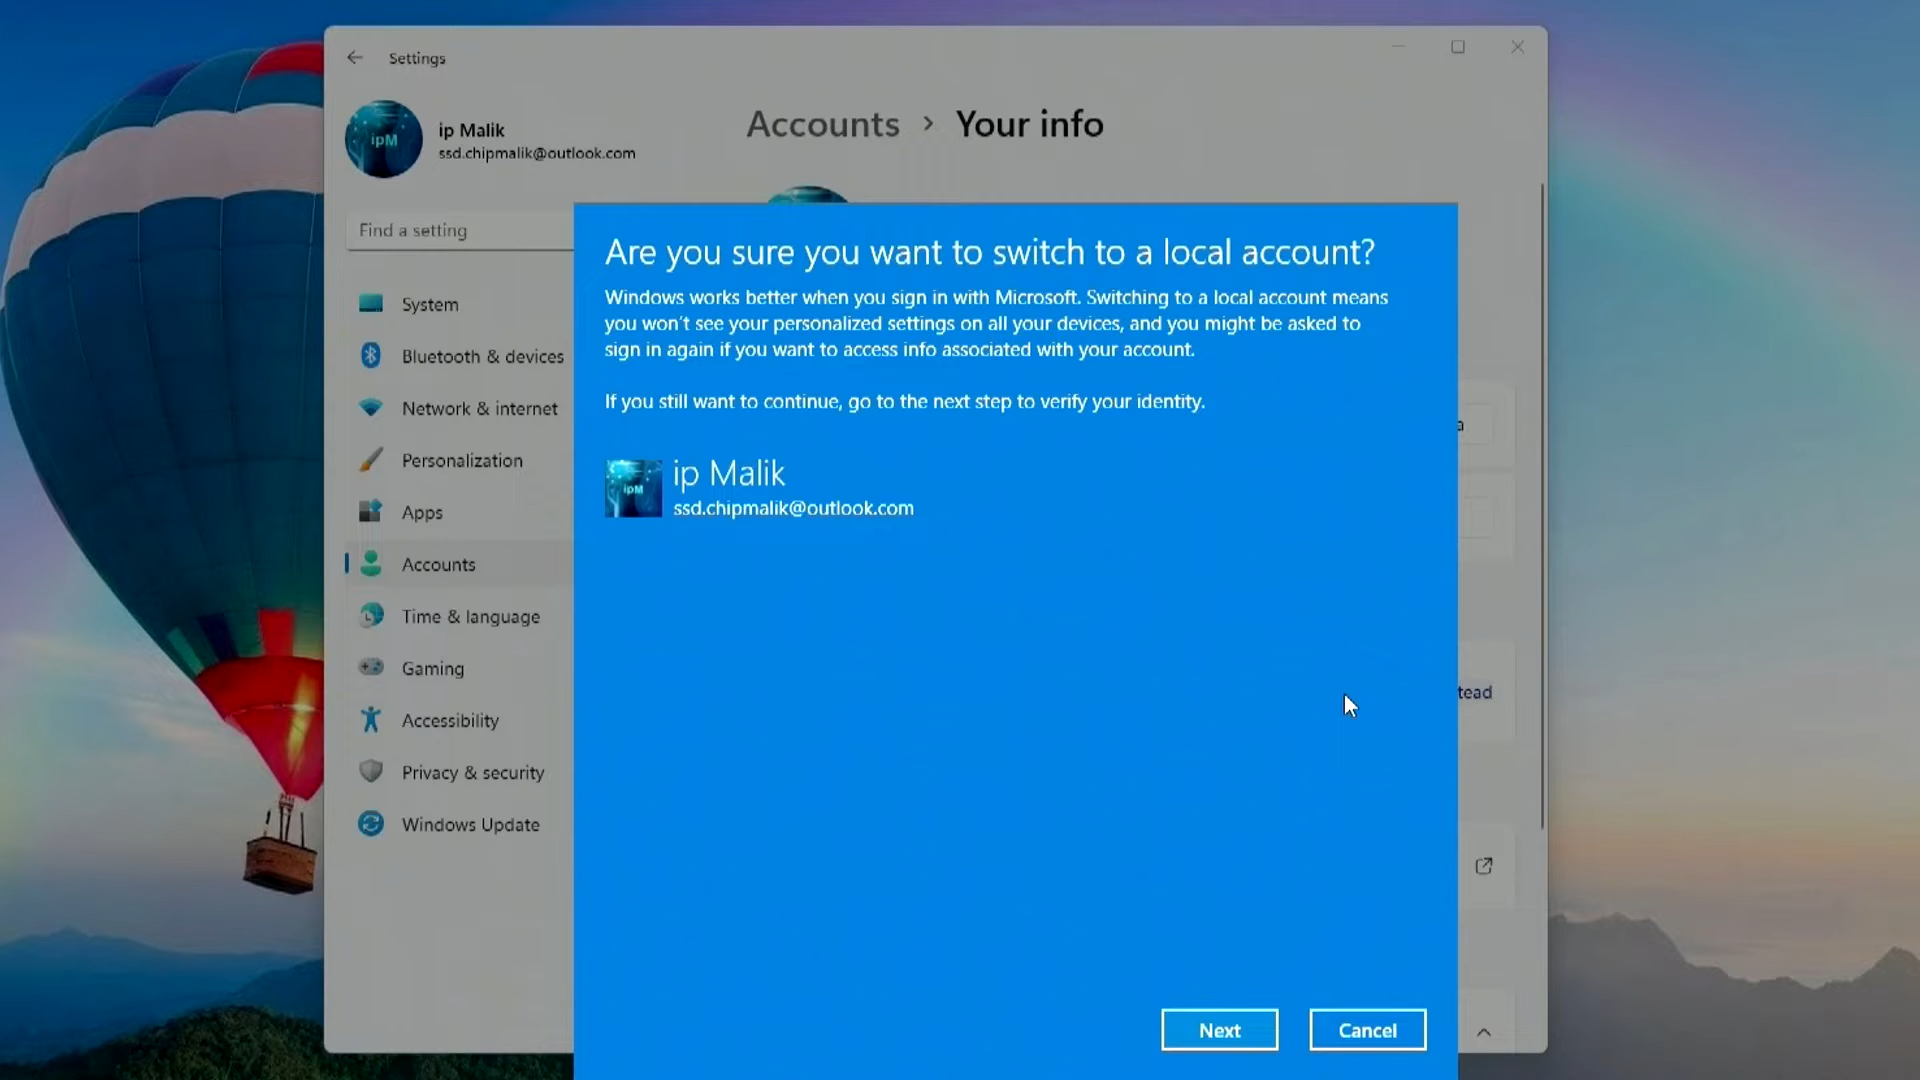 Settings
ipM
ip Malik
ssd.chipmalik@outlook.com
Accounts > Your info
Find a setting
System
Bluetooth & devices
Network & internet
Personalization
Apps
Accounts
Time & language
Gaming
Accessibility
Privacy & security
Windows Update
Are you sure you want to switch to a local account?
Windows works better when you sign in with Microsoft. Switching to a local account means
you won't see your personalized settings on all your devices, and you might be asked to
sign in again if you want to access info associated with your account.
If you still want to continue, go to the next step to verify your identity.
ipM
ip Malik
ssd.chipmalik@outlook.com
a
tead
Next
Cancel